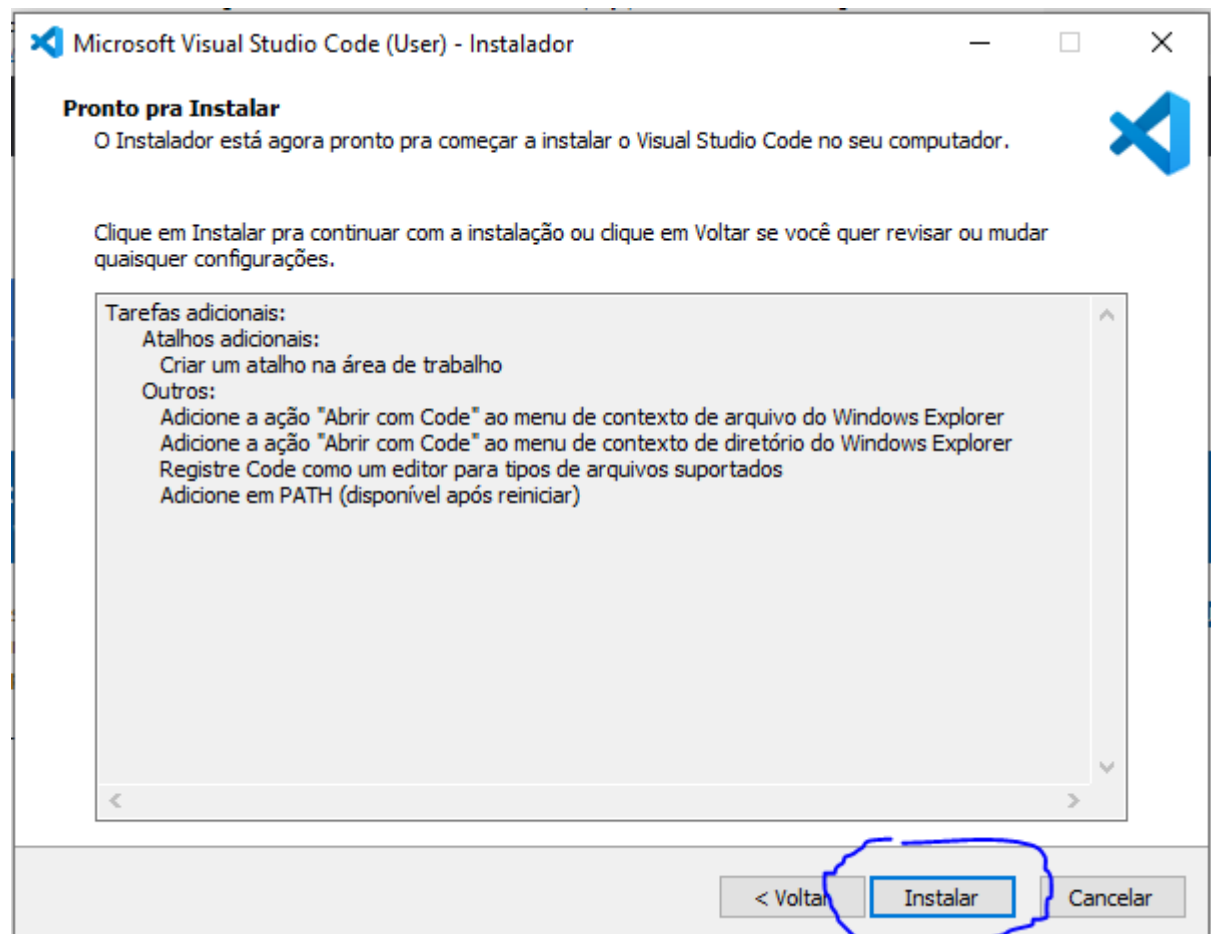 Microsoft Visual Studio Code (User) - Instalador
Pronto pra Instalar
O Instalador está agora pronto pra começar a instalar o Visual Studio Code no seu computador.
Clique em Instalar pra continuar com a instalação ou clique em Voltar se você quer revisar ou mudar
quaisquer configurações.
Tarefas adicionais:
Atalhos adicionais:
Criar um atalho na área de trabalho
Outros:
Adicione a ação "Abrir com Code" ao menu de contexto de arquivo do Windows Explorer
Adicione a ação "Abrir com Code" ao menu de contexto de diretório do Windows Explorer
Registre Code como um editor para tipos de arquivos suportados
Adicione em PATH (disponível após reiniciar)
< Voltar Instalar Cancelar